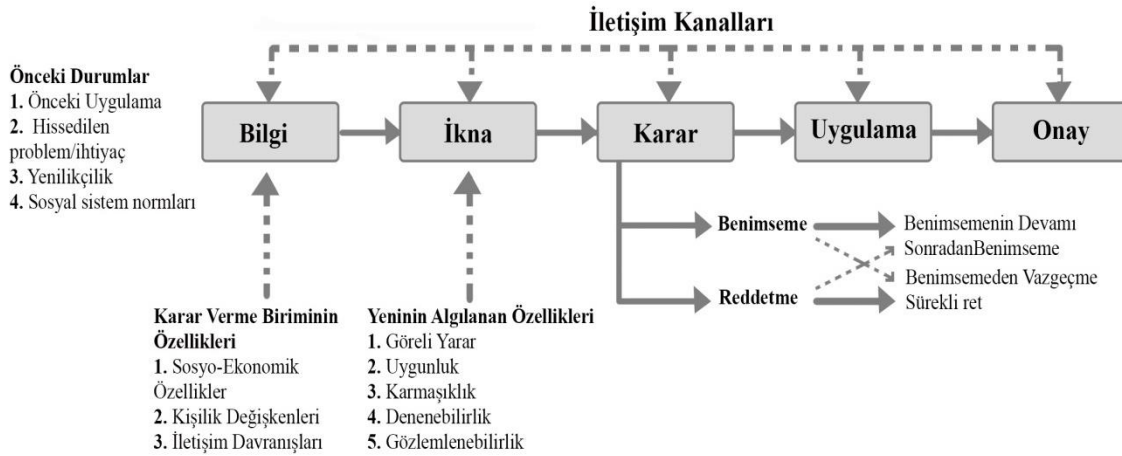 İletişim Kanalları
Önceki Durumlar
1. Önceki Uygulama
2. Hissedilen
problem/ihtiyaç
3. Yenilikçilik
4. Sosyal sistem normları
Bilgi
İkna
Karar
Uygulama
Onay
Benimseme
Benimsemenin Devamı
SonradanBenimseme
Benimsemeden Vazgeçme
Reddetme
Sürekli ret
Karar Verme Biriminin
Özellikleri
1. Sosyo-Ekonomik
Özellikler
2. Kişilik Değişkenleri
3. İletişim Davranışları
Yeninin Algılanan Özellikleri
1. Göreli Yarar
2. Uygunluk
3. Karmaşıklık
4. Denenebilirlik
5. Gözlemlenebilirlik